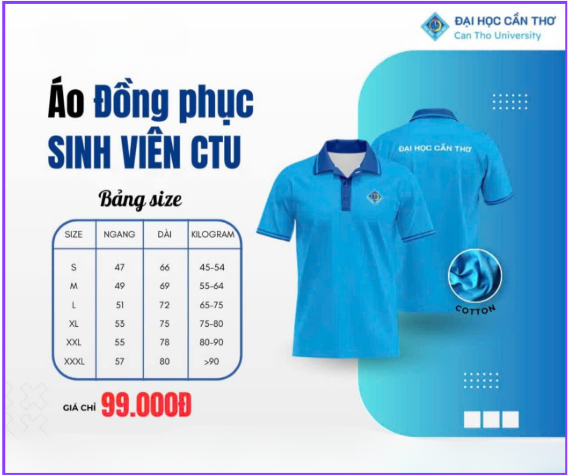 ĐẠI HỌC CẦN THƠ
Can Tho University
Áo Đồng phục
SINH VIÊN CTU
Bảng size
SIZE NGANG DÀI KILOGRAM
S 47 66 45-54
M 49 69 55-64
L 51 72 65-75
XL 53 75 75-80
XXL 55 78 80-90
XXXL 57 80 >90
GIÁ CHỈ 99.000Đ
ĐẠI HỌC CẦN THƠ
COTTON